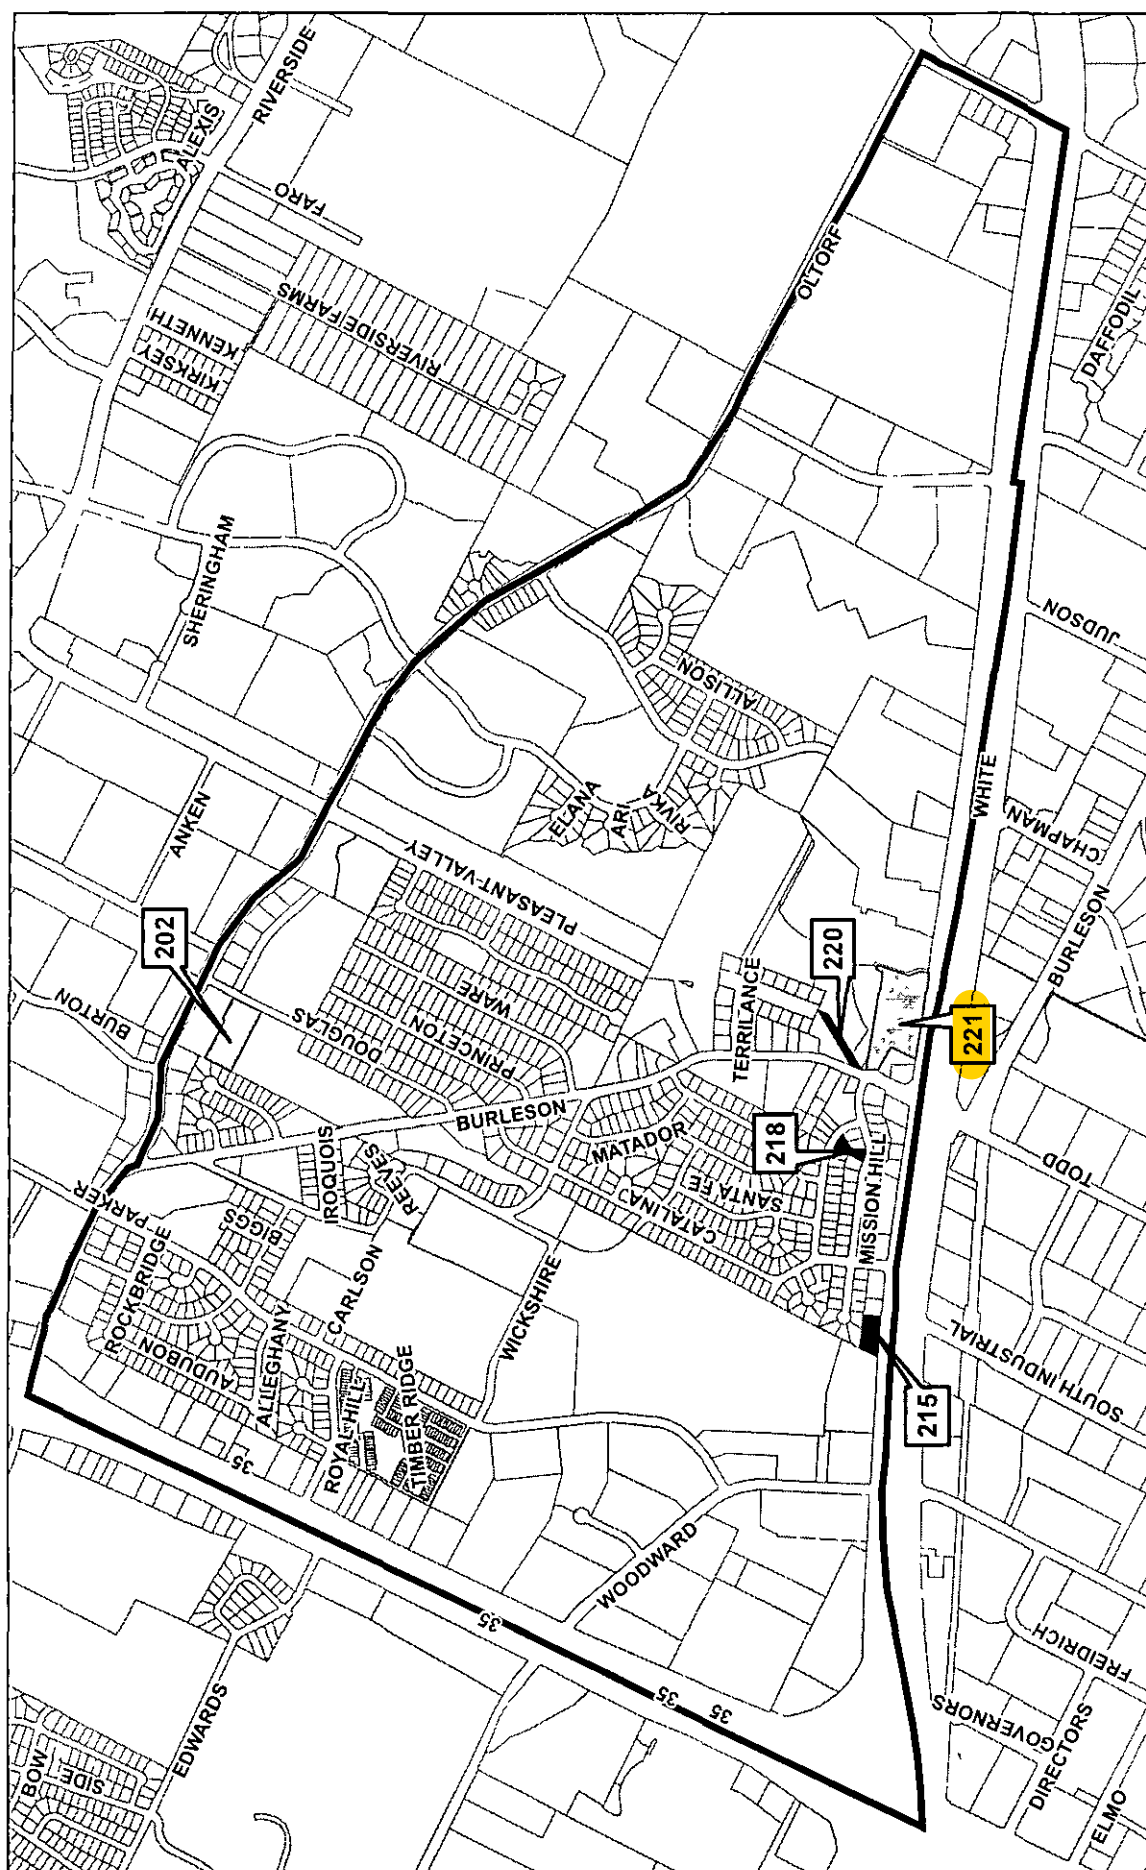 RIVERSIDE
ALEXIS
FARO
RIVERSIDE FARMS
KENNETH
KIRKSEY
OLTORF
DAFFODIL
SHERINGHAM
JUDSON
ALLISON
ELANA
ARI
RIVKA
WHITE
CHAPMAN
ANKEN
PLEASANT-VALLEY
202
BURTON
WARE
PRINCETON
DOUGLAS
TERRILANCE
220
221
BURLESON
BURLESON
MATADOR
218
IROQUOIS
REEVES
SANTA FE
CATALINA
MISSION HILL
TODD
PARKER
BIGGS
ROCKBRIDGE
CARLSON
WICKSHIRE
AUDUBON
ALLEGHANY
ROYAL HILL
TIMBER RIDGE
215
SOUTH INDUSTRIAL
35
WOODWARD
35
35
35
FREIDRICH
GOVERNORS
DIRECTORS
ELMO
EDWARDS
BOW
SIDE